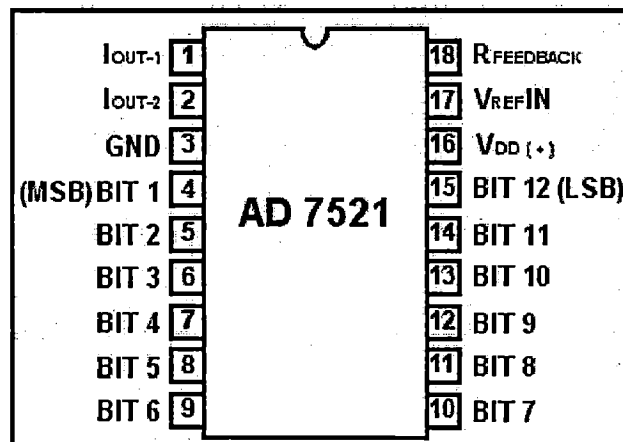 IOUT-1 1 18 RFEEDBACK
IOUT-2 2 17 VREFIN
GND 3 16 VDD (+)
(MSB) BIT 1 4 15 BIT 12 (LSB)
AD 7521
BIT 2 5 14 BIT 11
BIT 3 6 13 BIT 10
BIT 4 7 12 BIT 9
BIT 5 8 11 BIT 8
BIT 6 9 10 BIT 7